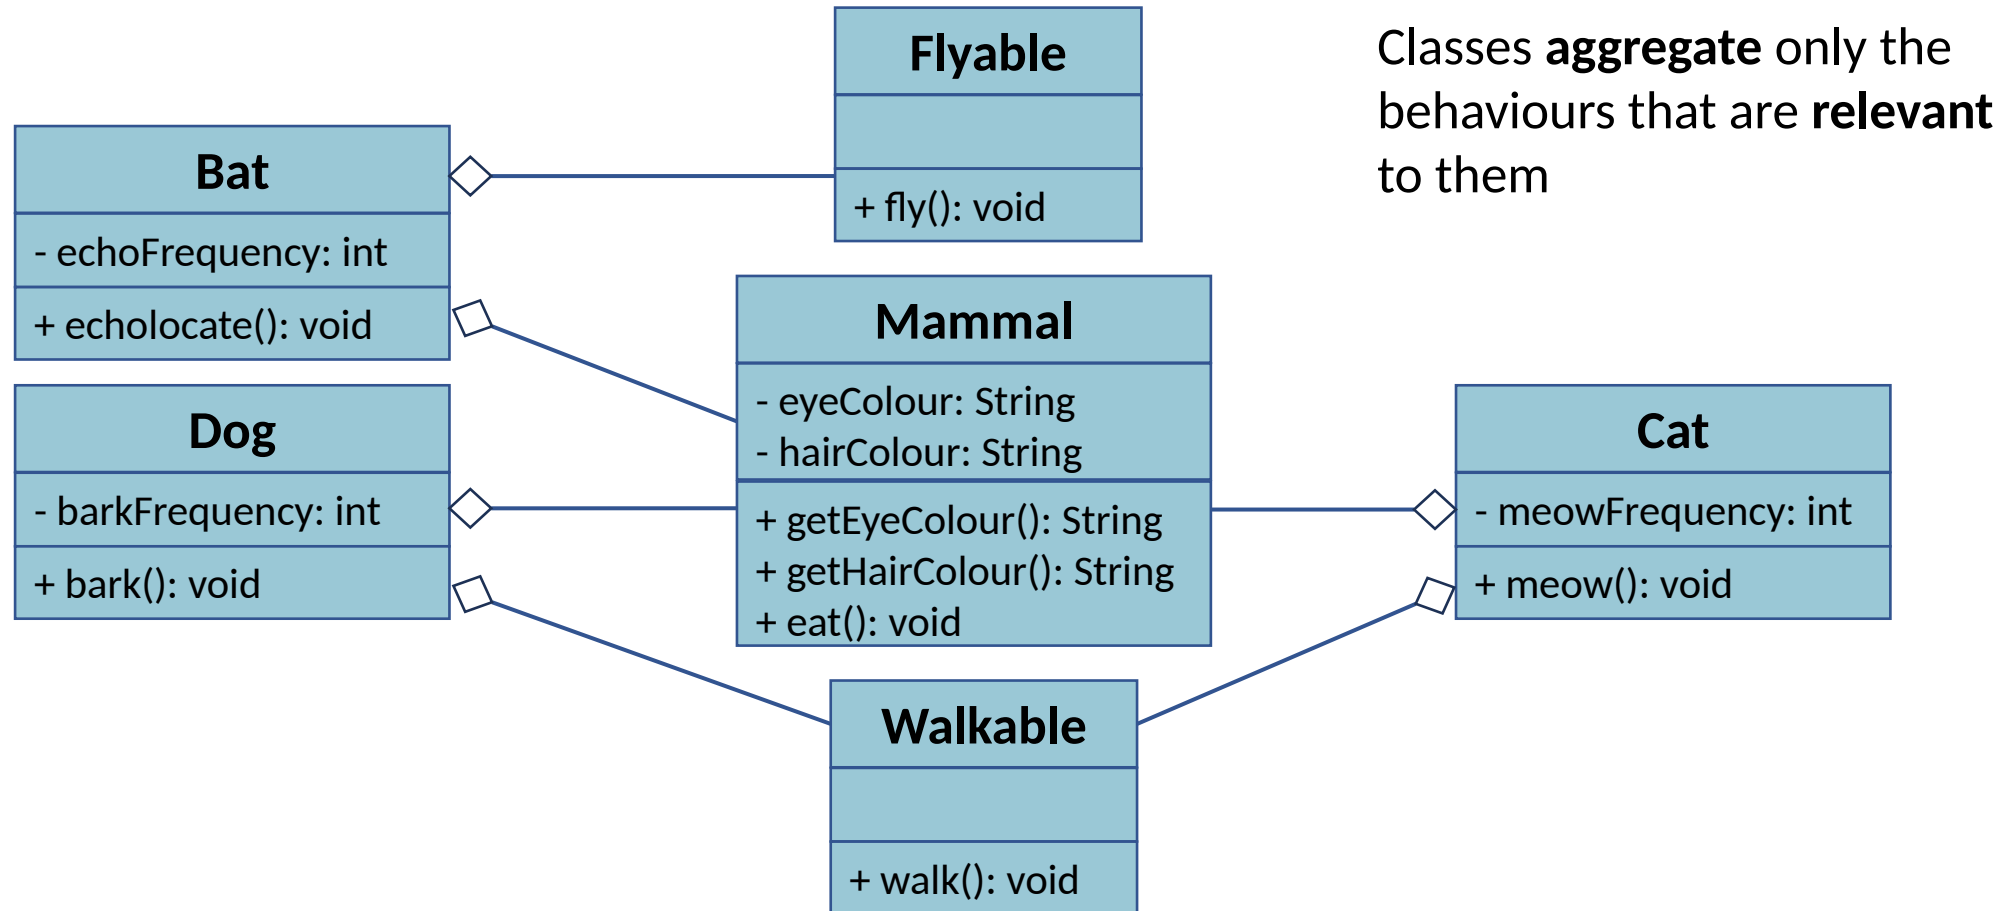 Flyable
+ fly(): void
Classes aggregate only the
behaviours that are relevant
to them
Bat
- echoFrequency: int
+ echolocate(): void
Mammal
- eyeColour: String
- hairColour: String
+ getEyeColour(): String
+ getHairColour(): String
+ eat(): void
Dog
- barkFrequency: int
+ bark(): void
Cat
- meowFrequency: int
+ meow(): void
Walkable
+ walk(): void